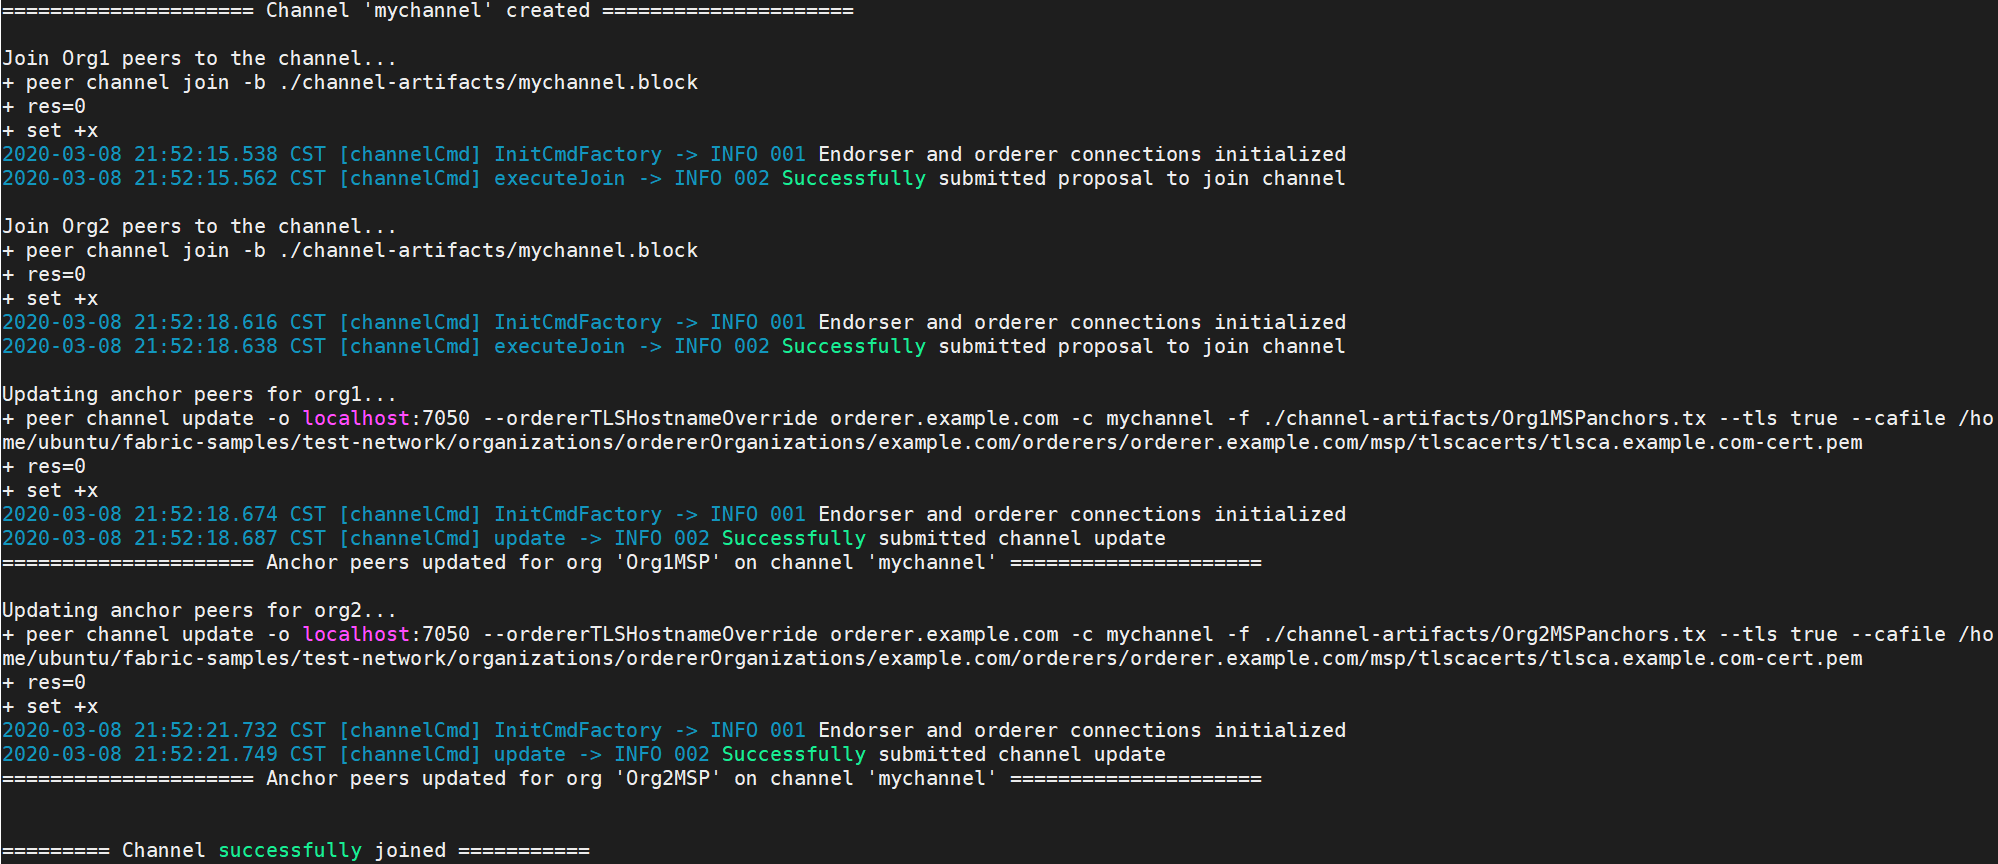 ===================== Channel 'mychannel' created =====================
Join Org1 peers to the channel...
+ peer channel join -b ./channel-artifacts/mychannel.block
+ res=0
+ set +x
2020-03-08 21:52:15.538 CST [channelCmd] InitCmdFactory -> INFO 001 Endorser and orderer connections initialized
2020-03-08 21:52:15.562 CST [channelCmd] executeJoin -> INFO 002 Successfully submitted proposal to join channel
Join Org2 peers to the channel...
+ peer channel join -b ./channel-artifacts/mychannel.block
+ res=0
+ set +x
2020-03-08 21:52:18.616 CST [channelCmd] InitCmdFactory -> INFO 001 Endorser and orderer connections initialized
2020-03-08 21:52:18.638 CST [channelCmd] executeJoin -> INFO 002 Successfully submitted proposal to join channel
Updating anchor peers for org1...
+ peer channel update -o localhost:7050 --ordererTLSHostnameOverride orderer.example.com -c mychannel -f ./channel-artifacts/Org1MSPanchors.tx --tls true --cafile /ho
me/ubuntu/fabric-samples/test-network/organizations/ordererOrganizations/example.com/orderers/orderer.example.com/msp/tlscacerts/tlsca.example.com-cert.pem
+ res=0
+ set +x
2020-03-08 21:52:18.674 CST [channelCmd] InitCmdFactory -> INFO 001 Endorser and orderer connections initialized
2020-03-08 21:52:18.687 CST [channelCmd] update -> INFO 002 Successfully submitted channel update
===================== Anchor peers updated for org 'Org1MSP' on channel 'mychannel' =====================
Updating anchor peers for org2...
+ peer channel update -o localhost:7050 --ordererTLSHostnameOverride orderer.example.com -c mychannel -f ./channel-artifacts/Org2MSPanchors.tx --tls true --cafile /ho
me/ubuntu/fabric-samples/test-network/organizations/ordererOrganizations/example.com/orderers/orderer.example.com/msp/tlscacerts/tlsca.example.com-cert.pem
+ res=0
+ set +x
2020-03-08 21:52:21.732 CST [channelCmd] InitCmdFactory -> INFO 001 Endorser and orderer connections initialized
2020-03-08 21:52:21.749 CST [channelCmd] update -> INFO 002 Successfully submitted channel update
===================== Anchor peers updated for org 'Org2MSP' on channel 'mychannel' =====================
========= Channel successfully joined ===========